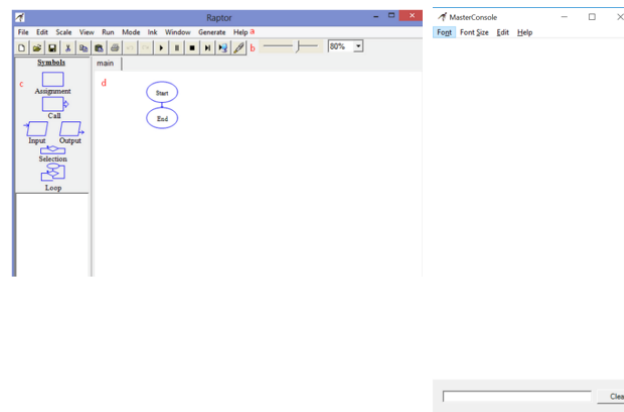 Raptor
File Edit Scale View Run Mode Ink Window Generate Help a
b
80%
Symbols
c
Assignment
Call
Input Output
Selection
Loop
main
d
Start
End
MasterConsole
Font Font Size Edit Help
Clea